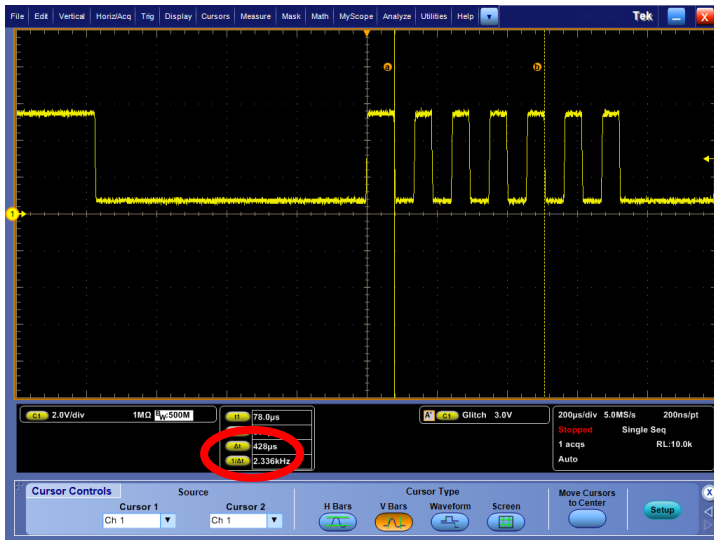 File Edit Vertical Horiz/Acq Trig Display Cursors Measure Mask Math MyScope Analyze Utilities Help Tek X
a b
1
C1 2.0V/div 1MΩ BW:500M
t1 78.0µs
Δt 428µs
1/Δt 2.336kHz
A' C1 Glitch 3.0V
200µs/div 5.0MS/s 200ns/pt
Stopped Single Seq
1 acqs RL:10.0k
Auto
Cursor Controls
Source
Cursor 1 Cursor 2
Ch 1 Ch 1
Cursor Type
H Bars V Bars Waveform Screen
Move Cursors
to Center
Setup
X